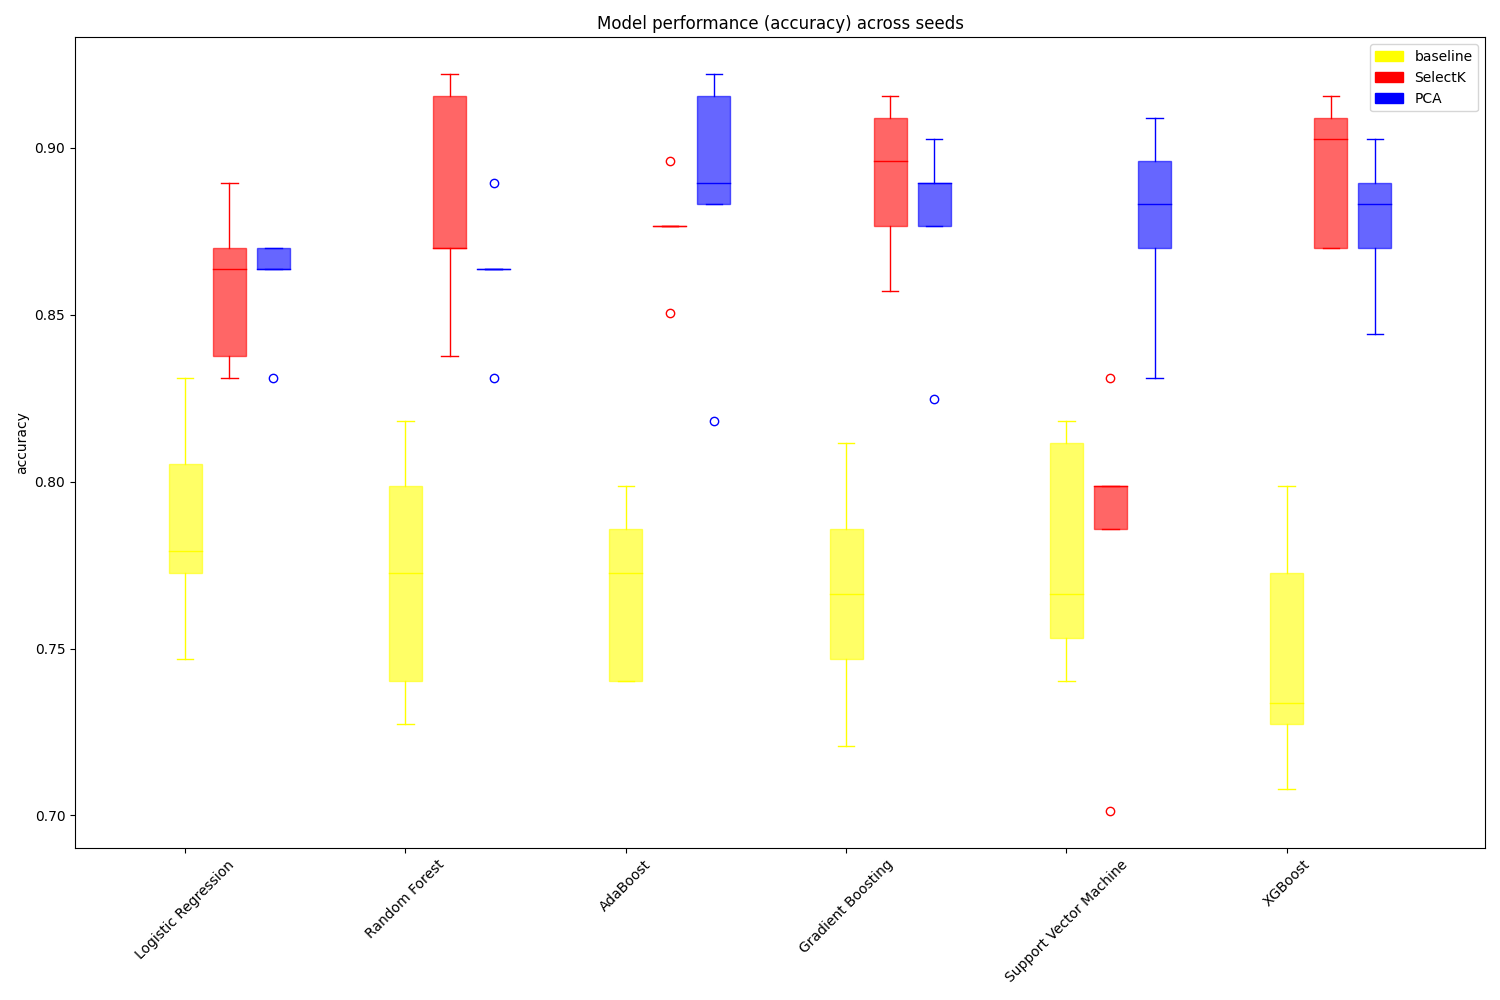 Model performance (accuracy) across seeds
baseline
SelectK
PCA
accuracy
0.90
0.85
0.80
0.75
0.70
Logistic Regression
Random Forest
AdaBoost
Gradient Boosting
Support Vector Machine
XGBoost